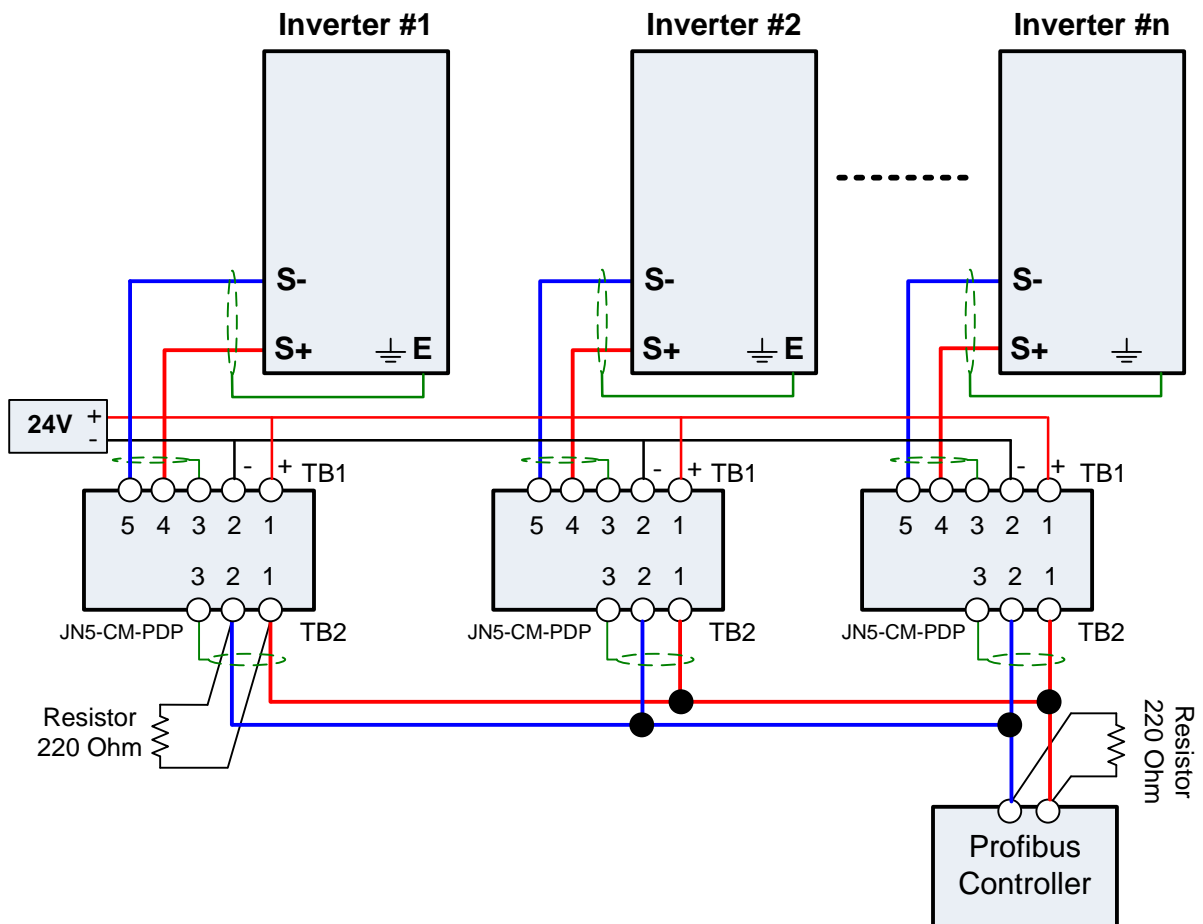 Inverter #1
Inverter #2
Inverter #n
S-
S-
S-
S+
E
S+
E
S+
24V
+
-
- + TB1
- + TB1
- + TB1
5 4 3 2 1
5 4 3 2 1
5 4 3 2 1
3 2 1
3 2 1
3 2 1
JN5-CM-PDP
TB2
JN5-CM-PDP
TB2
JN5-CM-PDP
TB2
Resistor
220 Ohm
Resistor
220 Ohm
Profibus
Controller